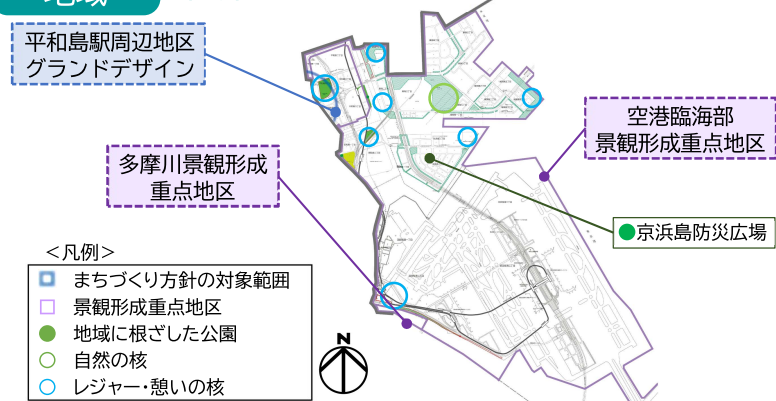 地域
平和島駅周辺地区
グランドデザイン
多摩川景観形成
重点地区
空港臨海部
景観形成重点地区
●京浜島防災広場
＜凡例＞
まちづくり方針の対象範囲
景観形成重点地区
地域に根ざした公園
自然の核
レジャー・憩いの核
N